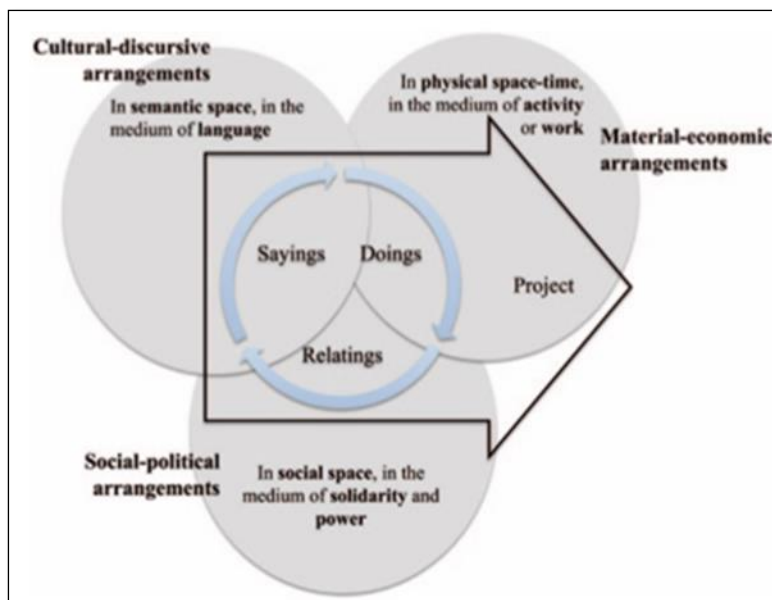 Cultural-discursive
arrangements
In semantic space, in the
medium of language
In physical space-time,
in the medium of activity
or work
Material-economic
arrangements
Sayings
Doings
Project
Relatings
Social-political
arrangements
In social space, in the
medium of solidarity and
power